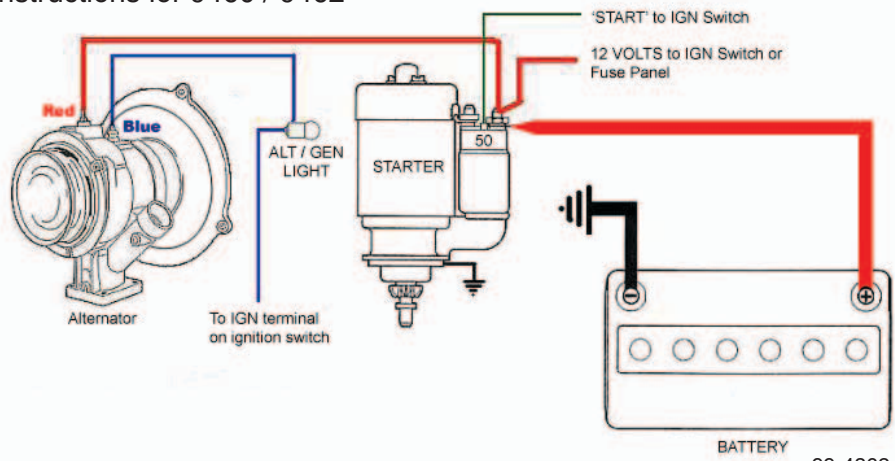 'START' to IGN Switch
12 VOLTS to IGN Switch or
Fuse Panel
Red
Blue
ALT / GEN
LIGHT
STARTER
50
Alternator
To IGN terminal
on ignition switch
BATTERY